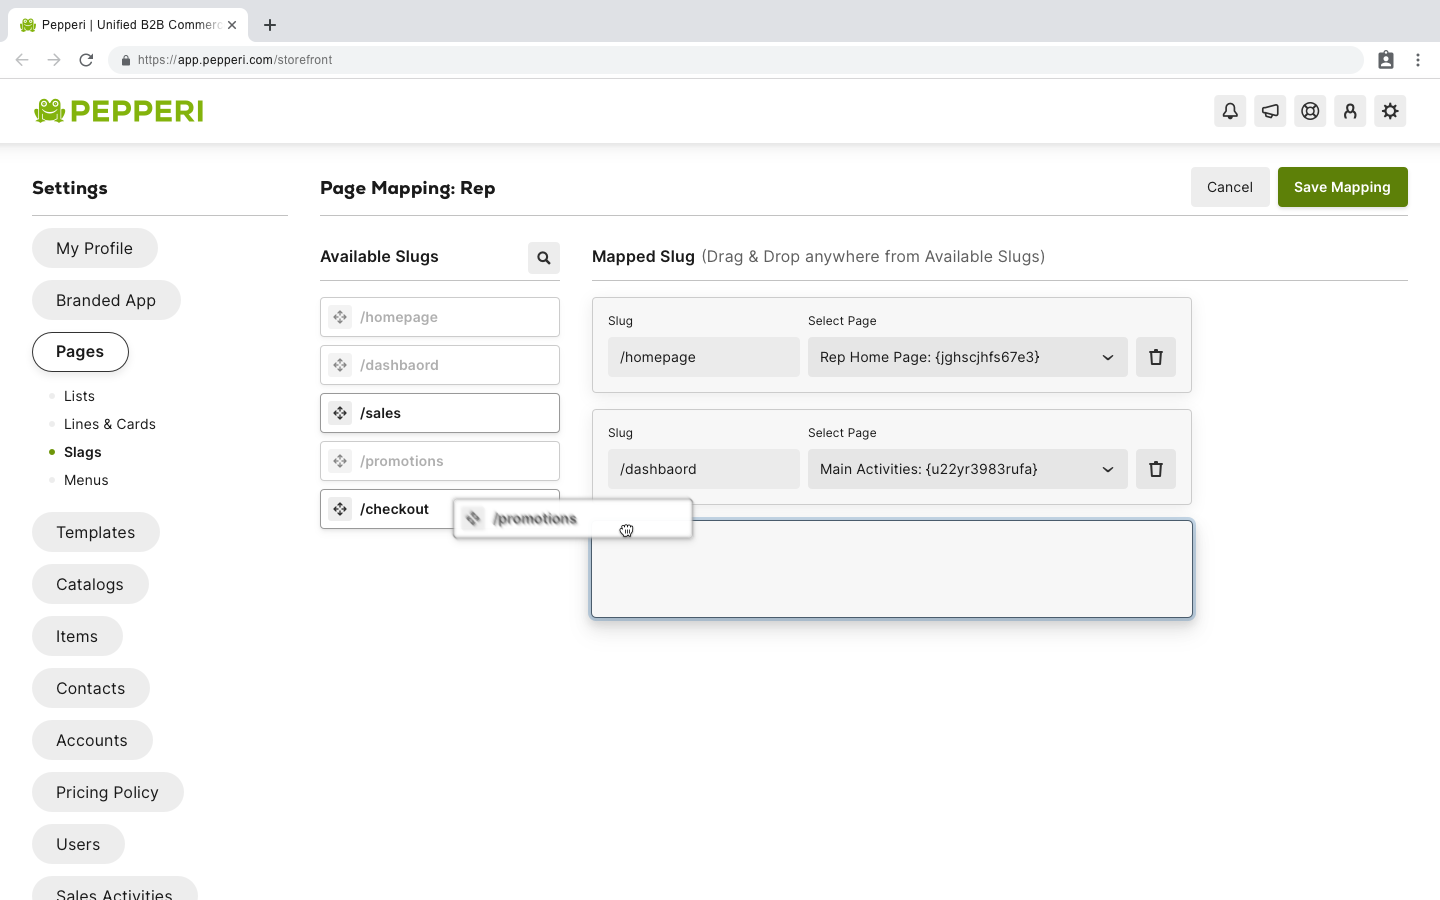 Pepperi | Unified B2B Commerc
https://app.pepperi.com/storefront
PEPPERI
Settings
Page Mapping: Rep
Cancel
Save Mapping
My Profile
Branded App
Pages
Lists
Lines & Cards
Slags
Menus
Templates
Catalogs
Items
Contacts
Accounts
Pricing Policy
Users
Sales Activities
Available Slugs
/homepage
/dashbaord
/sales
/promotions
/checkout
/promotions
Mapped Slug (Drag & Drop anywhere from Available Slugs)
Slug Select Page
/homepage Rep Home Page: {jghscjhfs67e3}
Slug Select Page
/dashbaord Main Activities: {u22yr3983rufa}